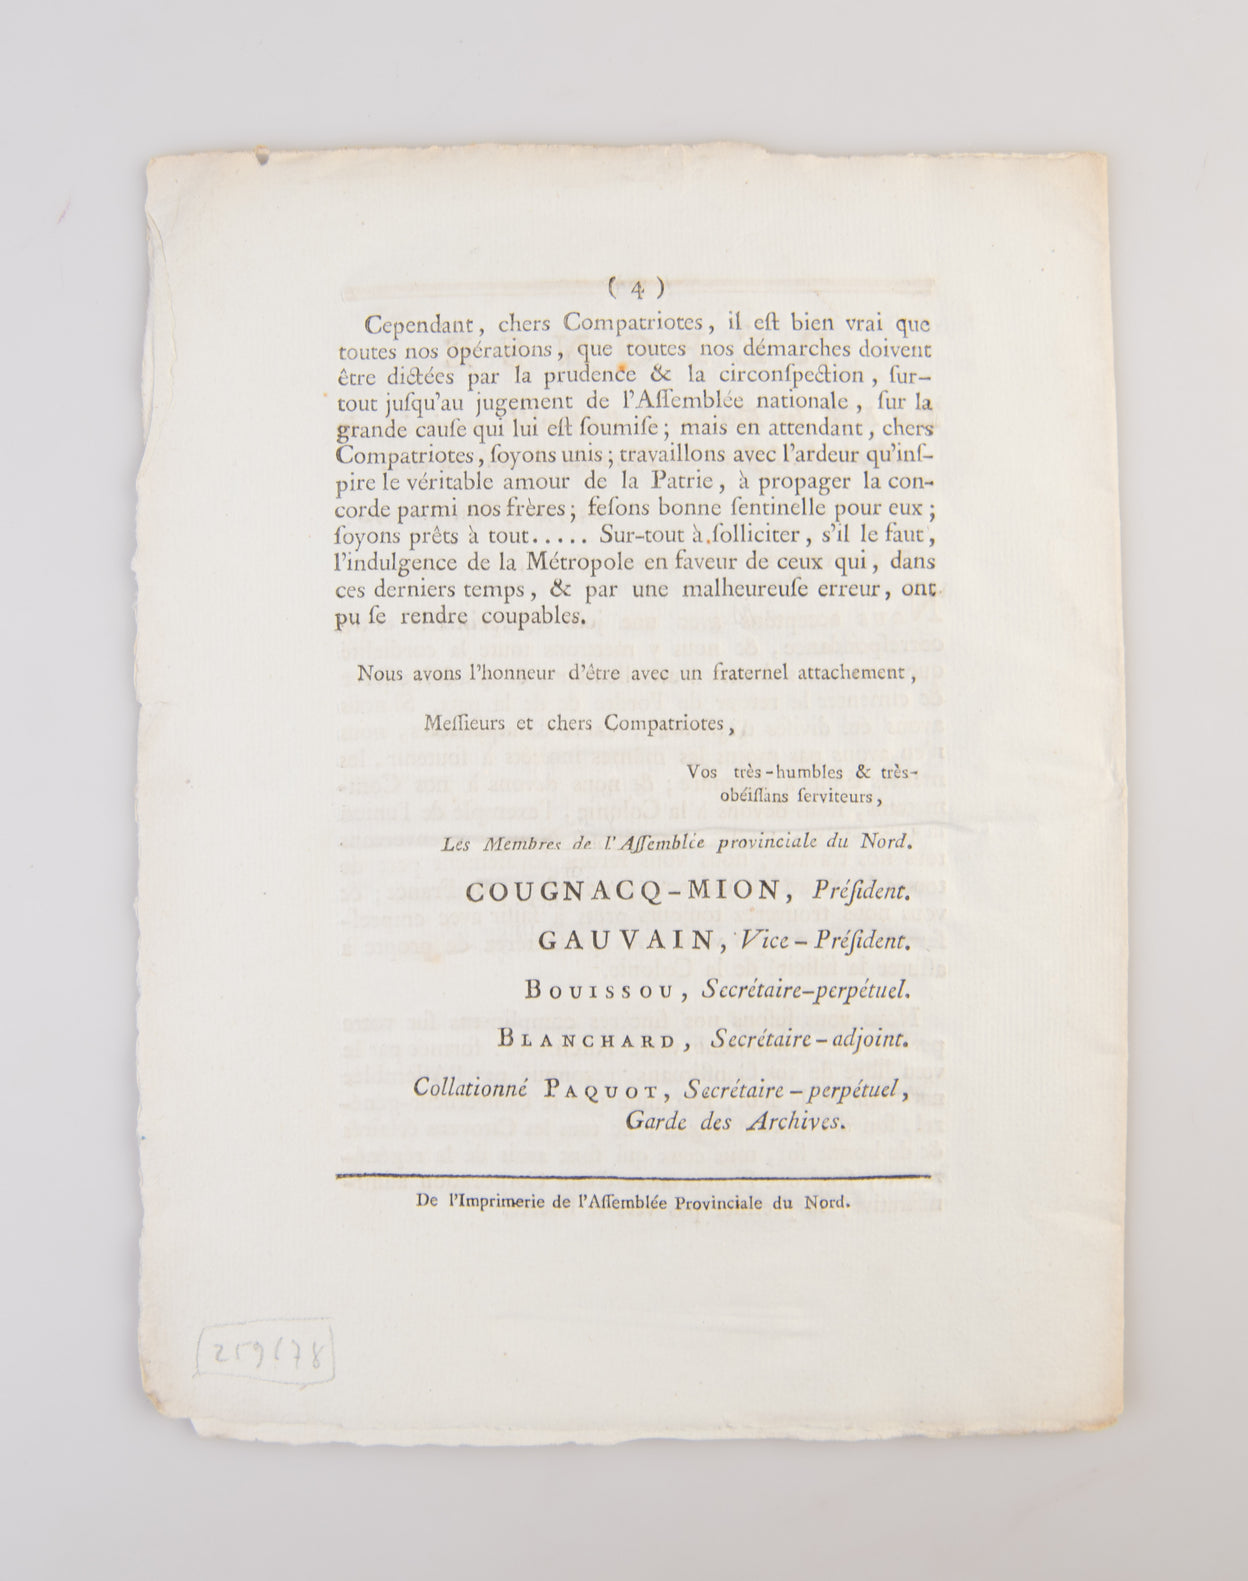 ( 4 )
Cependant, chers Compatriotes, il eſt bien vrai que
toutes nos opérations, que toutes nos démarches doivent
être dictées par la prudence & la circonſpection, ſur-
tout juſqu'au jugement de l'Aſſemblée nationale, ſur la
grande cauſe qui lui eſt ſoumiſe; mais en attendant, chers
Compatriotes, ſoyons unis; travaillons avec l'ardeur qu'inſ-
pire le véritable amour de la Patrie, à propager la con-
corde parmi nos frères; feſons bonne ſentinelle pour eux;
ſoyons prêts à tout..... Sur-tout à ſolliciter, s'il le faut,
l'indulgence de la Métropole en faveur de ceux qui, dans
ces derniers temps, & par une malheureuſe erreur, ont
pu ſe rendre coupables.
Nous avons l'honneur d'être avec un fraternel attachement,
Meſſieurs et chers Compatriotes,
Vos très-humbles & très-
obéiſſans ſerviteurs,
Les Membres de l'Aſſemblée provinciale du Nord.
COUGNACQ-MION, Préſident.
GAUVAIN, Vice-Préſident.
BOUISSOU, Secrétaire-perpétuel.
BLANCHARD, Secrétaire-adjoint.
Collationné PAQUOT, Secrétaire-perpétuel,
Garde des Archives.
De l'Imprimerie de l'Aſſemblée Provinciale du Nord.